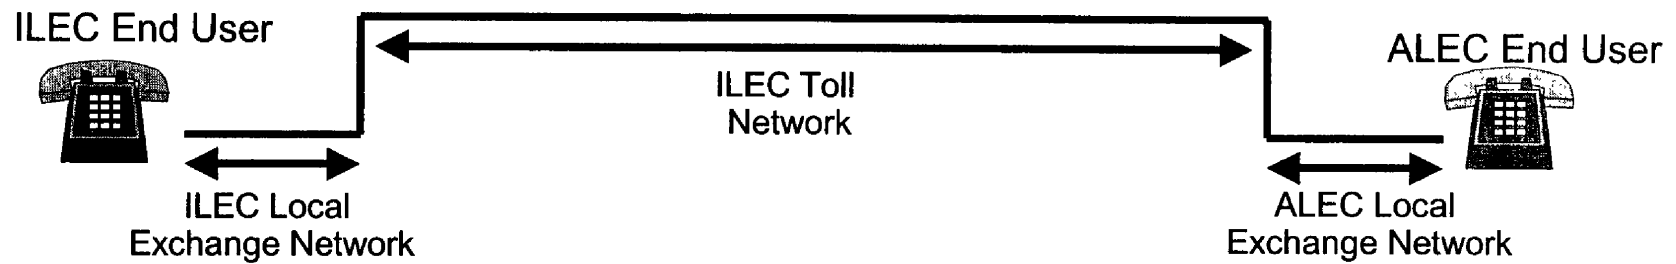 ILEC End User
ALEC End User
ILEC Toll
Network
ILEC Local
Exchange Network
ALEC Local
Exchange Network